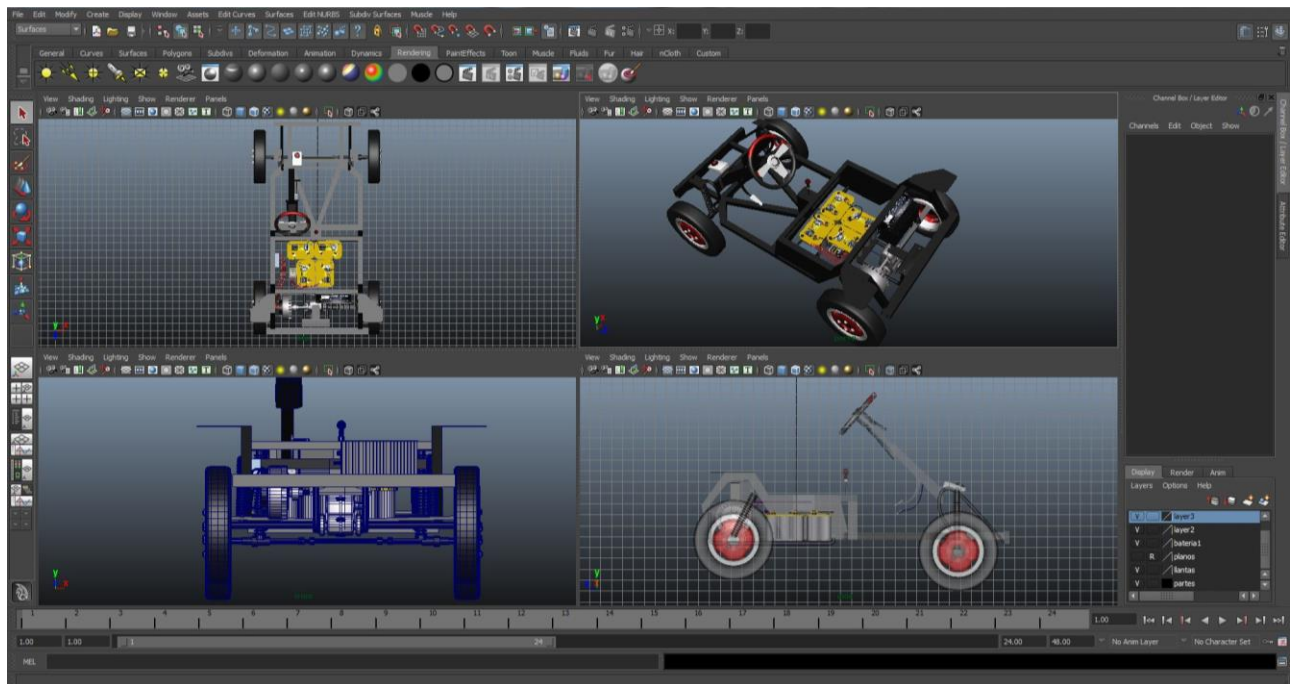 File Edit Modify Create Display Window Assets Edit Curves Surfaces Edit NURBS Subdiv Surfaces Muscle Help
Surfaces X: Y: Z:
General Curves Surfaces Polygons Subdivs Deformation Animation Dynamics Rendering PaintEffects Toon Muscle Fluids Fur Hair nCloth Custom
View Shading Lighting Show Renderer Panels
View Shading Lighting Show Renderer Panels
Channel Box / Layer Editor
Channels Edit Object Show
Channel Box / Layer Editor
Attribute Editor
y x
y x
View Shading Lighting Show Renderer Panels
View Shading Lighting Show Renderer Panels
Display Render Anim
Layers Options Help
V layer3
V layer2
V bateria1
R planos
V llantas
V partes
y x
y
1 2 3 4 5 6 7 8 9 10 11 12 13 14 15 16 17 18 19 20 21 22 23 24 1.00
1.00 1.00 1 24 24.00 48.00 No Anim Layer No Character Set
MEL